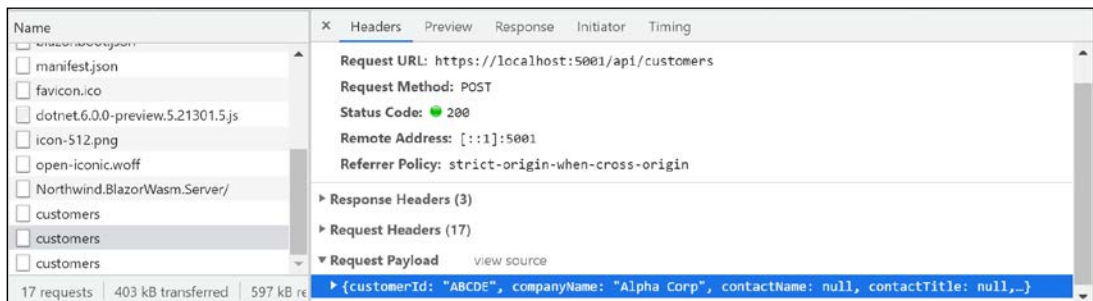 Name
blazor.boot.json
manifest.json
favicon.ico
dotnet.6.0.0-preview.5.21301.5.js
icon-512.png
open-iconic.woff
Northwind.BlazorWasm.Server/
customers
customers
customers
17 requests 403 kB transferred 597 kB re
× Headers Preview Response Initiator Timing
Request URL: https://localhost:5001/api/customers
Request Method: POST
Status Code: 200
Remote Address: [::1]:5001
Referrer Policy: strict-origin-when-cross-origin
Response Headers (3)
Request Headers (17)
Request Payload view source
{customerId: "ABCDE", companyName: "Alpha Corp", contactName: null, contactTitle: null,…}